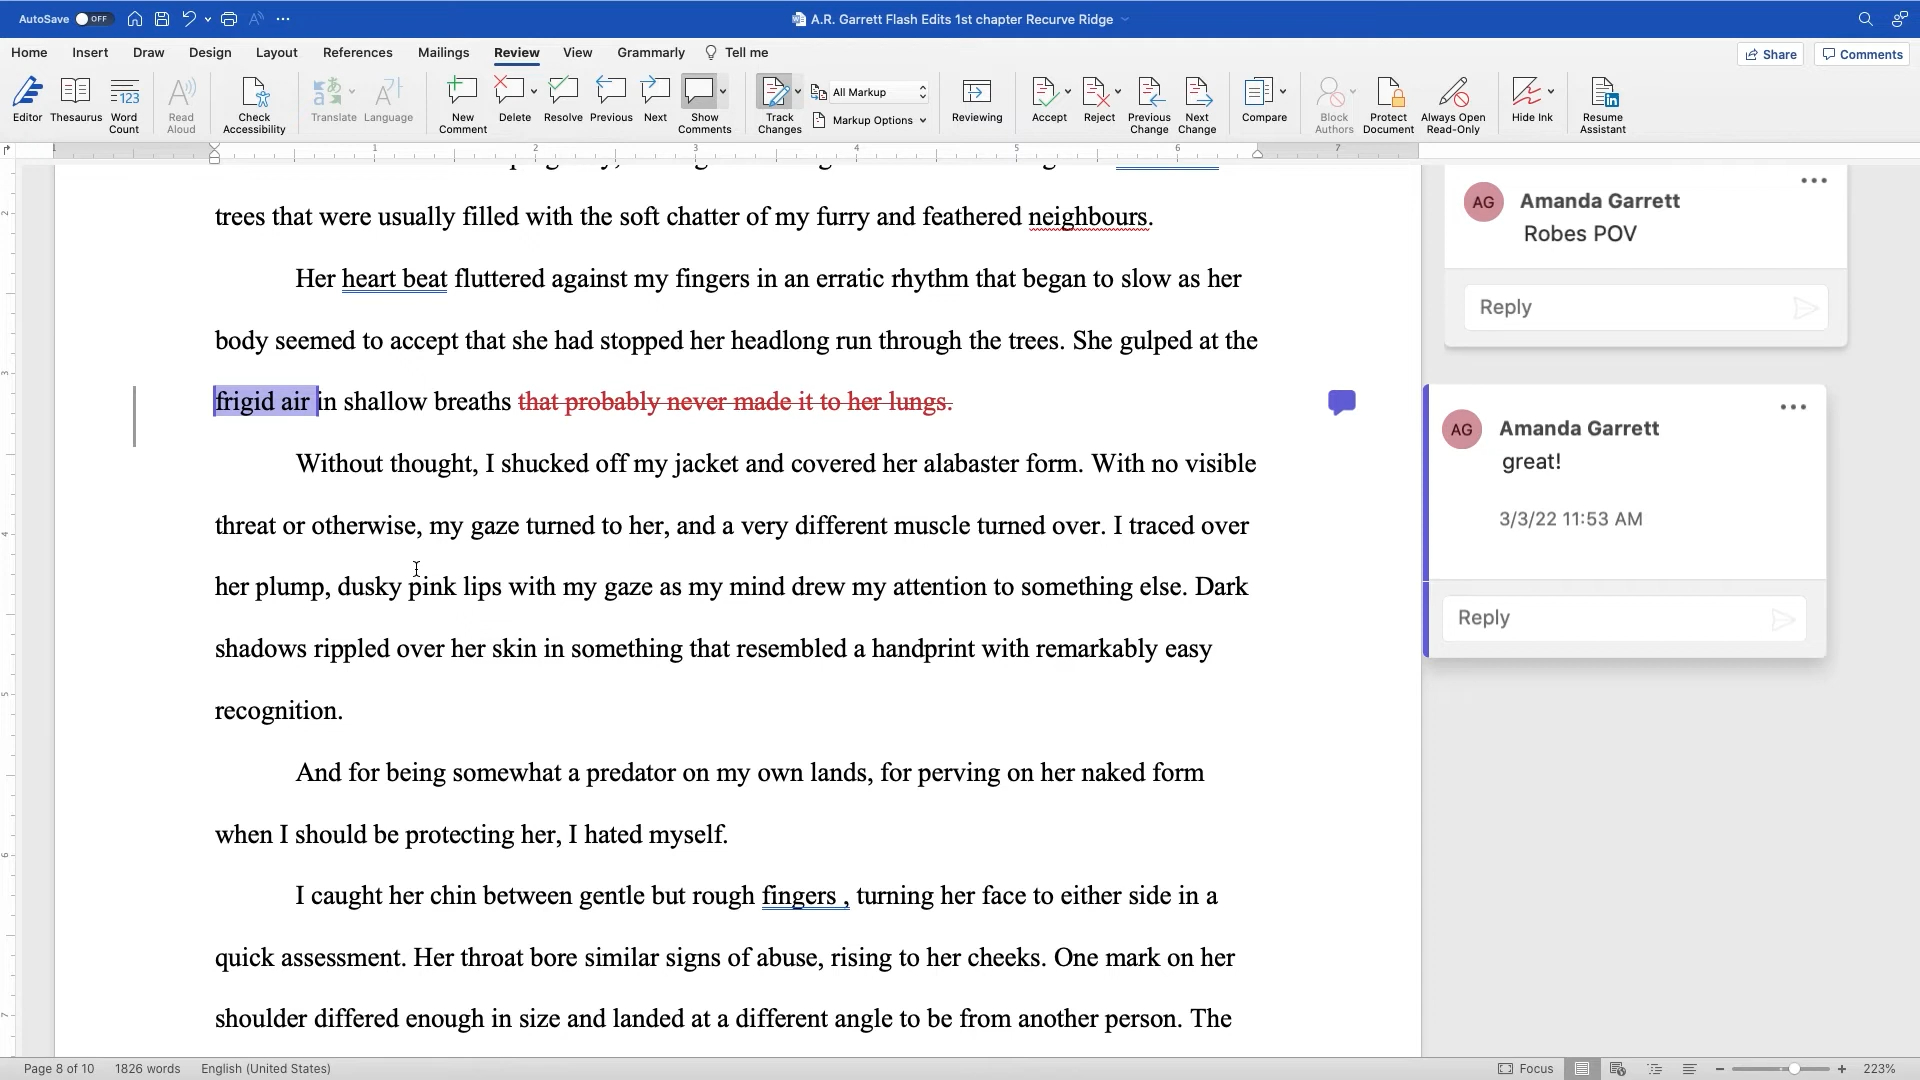 AutoSave OFF
A.R. Garrett Flash Edits 1st chapter Recurve Ridge
Home Insert Draw Design Layout References Mailings Review View Grammarly Tell me
Share Comments
Editor Thesaurus Word Count Read Aloud Check Accessibility Translate Language New Comment Delete Resolve Previous Next Show Comments Track Changes All Markup Markup Options Reviewing Accept Reject Previous Change Next Change Compare Block Authors Protect Document Always Open Read-Only Hide Ink Resume Assistant
1 1 2 3 4 5 6 7
trees that were usually filled with the soft chatter of my furry and feathered neighbours.
Her heart beat fluttered against my fingers in an erratic rhythm that began to slow as her
body seemed to accept that she had stopped her headlong run through the trees. She gulped at the
frigid air in shallow breaths that probably never made it to her lungs.
Without thought, I shucked off my jacket and covered her alabaster form. With no visible
threat or otherwise, my gaze turned to her, and a very different muscle turned over. I traced over
her plump, dusky pink lips with my gaze as my mind drew my attention to something else. Dark
shadows rippled over her skin in something that resembled a handprint with remarkably easy
recognition.
And for being somewhat a predator on my own lands, for perving on her naked form
when I should be protecting her, I hated myself.
I caught her chin between gentle but rough fingers , turning her face to either side in a
quick assessment. Her throat bore similar signs of abuse, rising to her cheeks. One mark on her
shoulder differed enough in size and landed at a different angle to be from another person. The
AG Amanda Garrett
Robes POV
Reply
AG Amanda Garrett
great!
3/3/22 11:53 AM
Reply
Page 8 of 10 1826 words English (United States)
Focus 223%